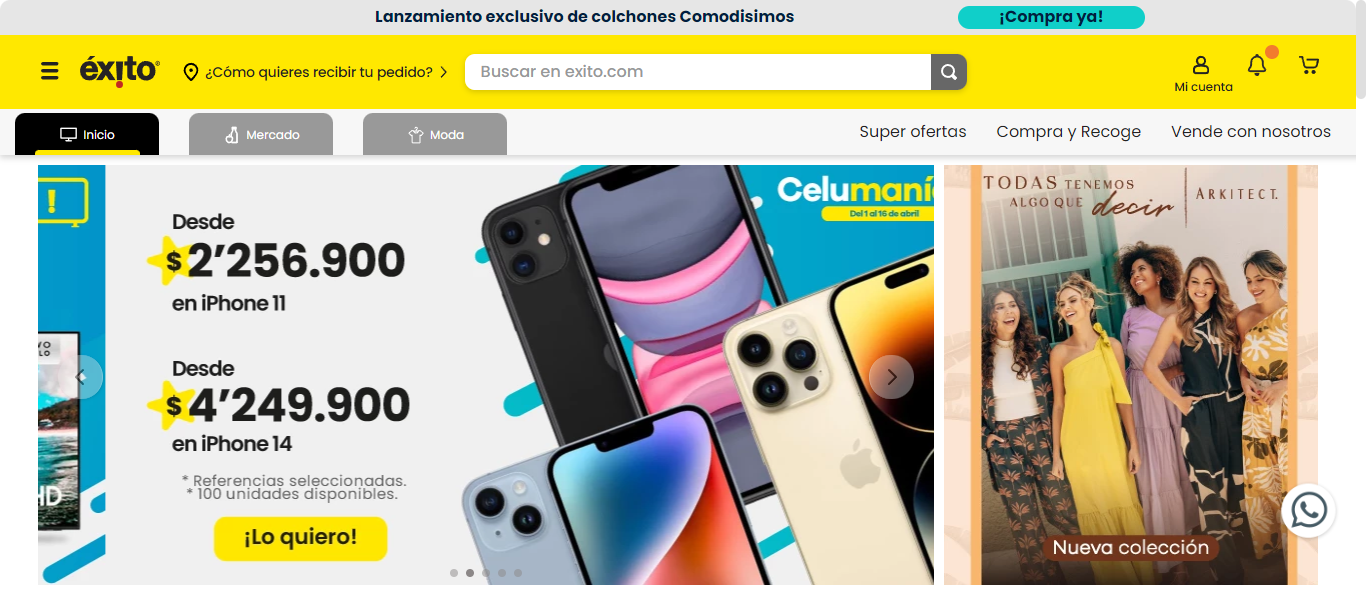 Lanzamiento exclusivo de colchones Comodisimos
¡Compra ya!
éxito
¿Cómo quieres recibir tu pedido?
Buscar en exito.com
Mi cuenta
Inicio
Mercado
Moda
Super ofertas
Compra y Recoge
Vende con nosotros
!
Desde
$2'256.900
en iPhone 11
Desde
$4'249.900
en iPhone 14
* Referencias seleccionadas.
* 100 unidades disponibles.
¡Lo quiero!
Celumaní
Del 1 al 16 de abril
VO
LO
HD
TODAS TENEMOS
ALGO QUE decir
ARKITECT.
Nueva colección